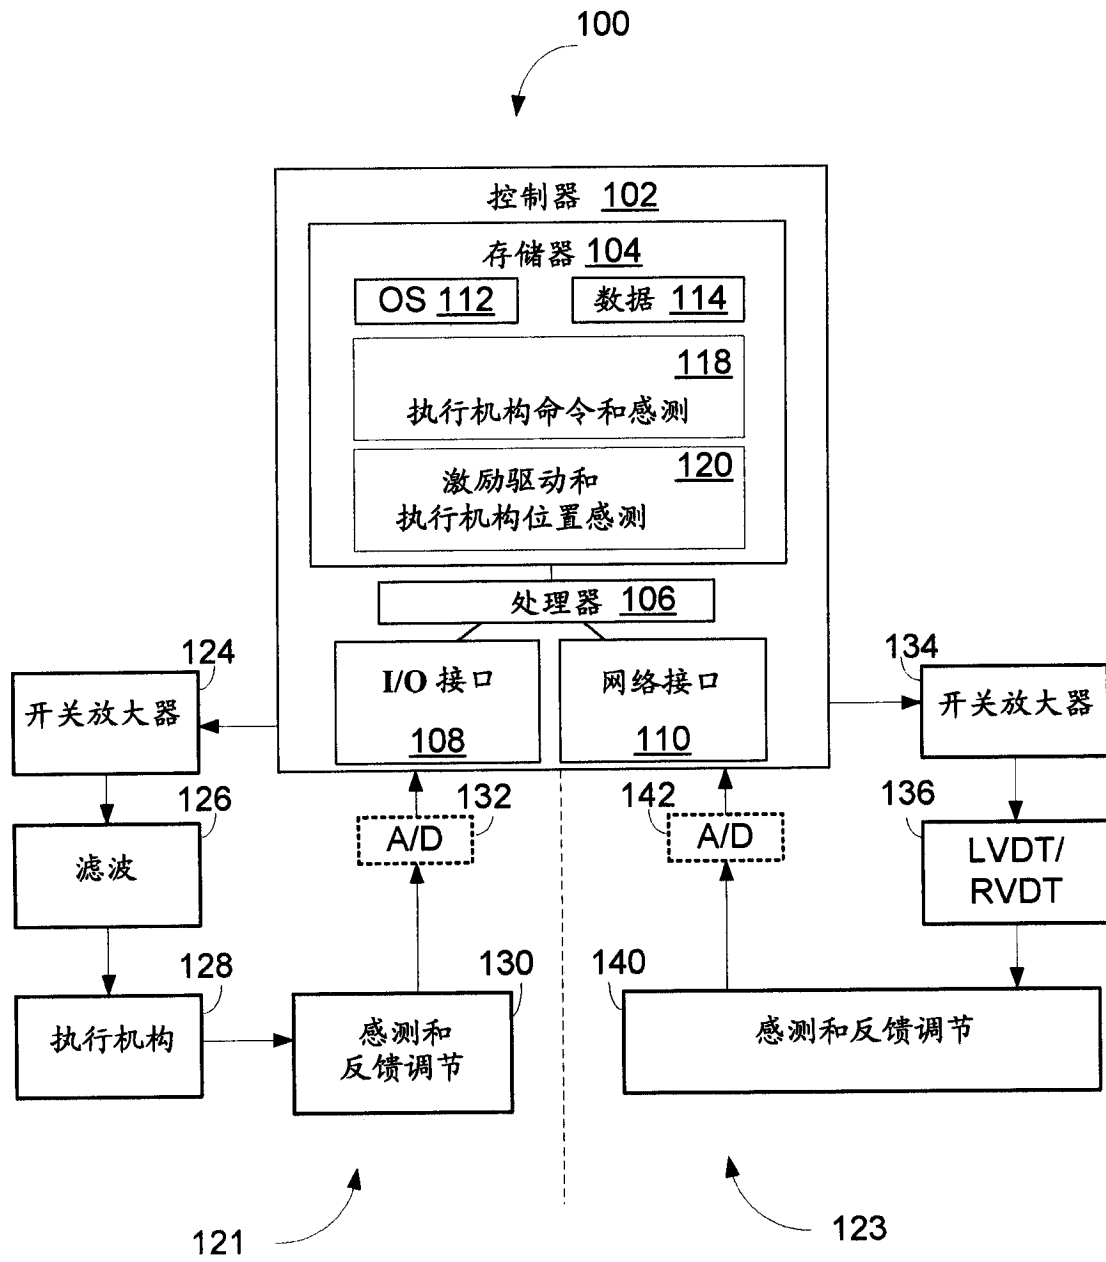 100
控制器 102
存储器 104
OS 112
数据 114
118
执行机构命令和感测
120
激励驱动和
执行机构位置感测
处理器 106
I/O 接口
108
网络接口
110
124
开关放大器
134
开关放大器
126
滤波
132
A/D
142
A/D
136
LVDT/
RVDT
128
执行机构
130
感测和
反馈调节
140
感测和反馈调节
121
123